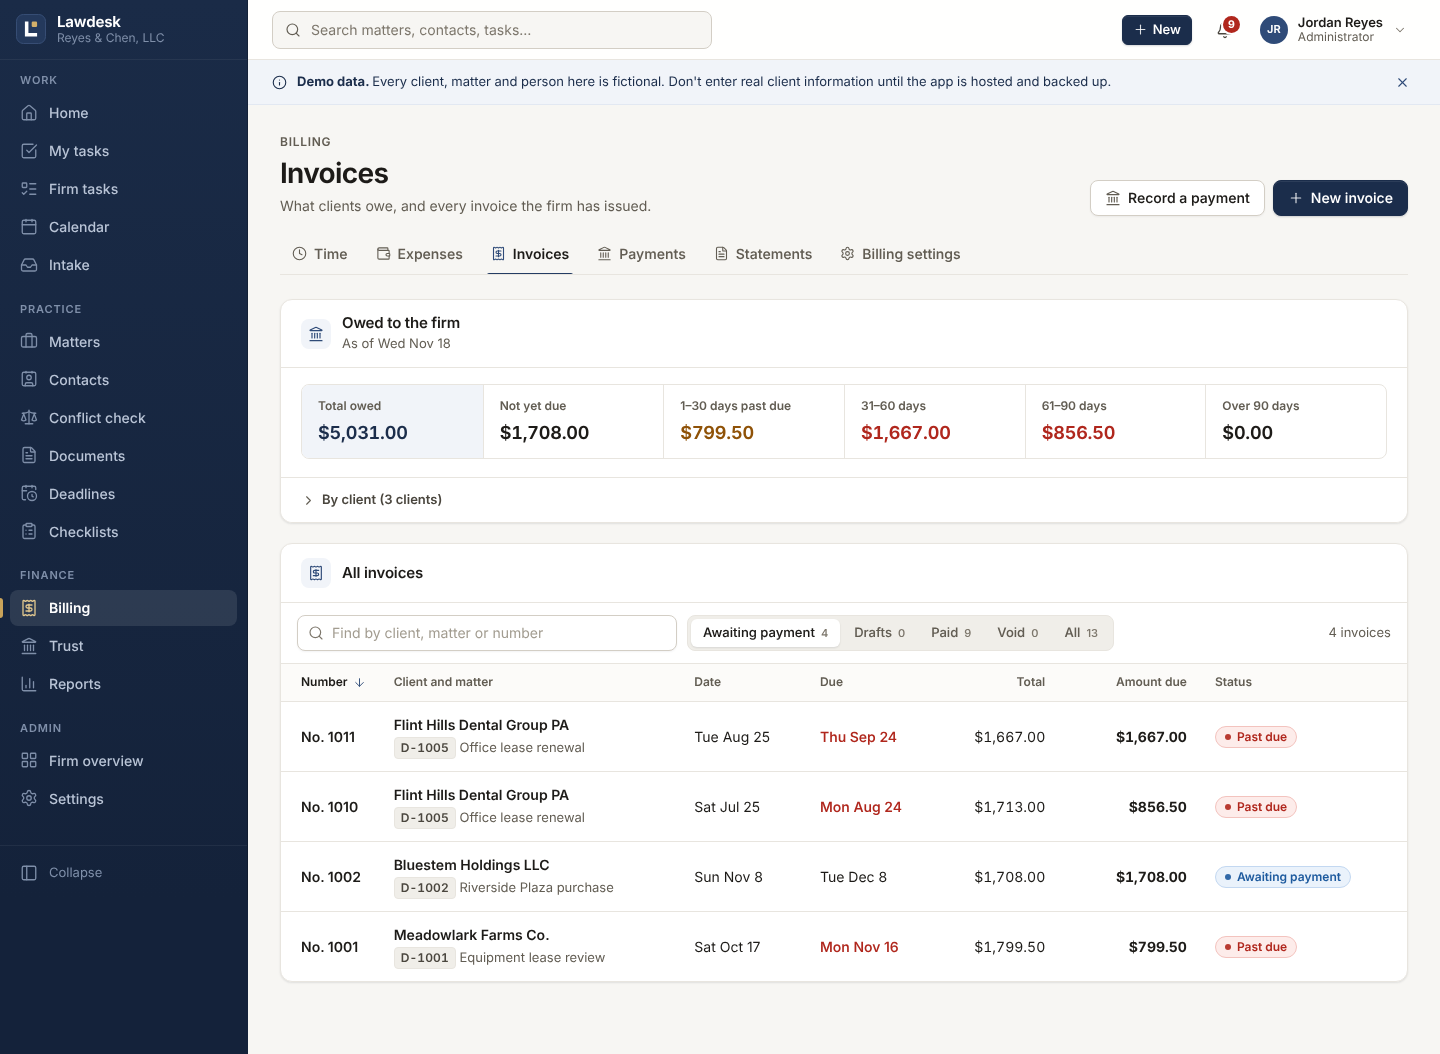 Lawdesk
Reyes & Chen, LLC
WORK
Home
My tasks
Firm tasks
Calendar
Intake
PRACTICE
Matters
Contacts
Conflict check
Documents
Deadlines
Checklists
FINANCE
Billing
Trust
Reports
ADMIN
Firm overview
Settings
Collapse
Search matters, contacts, tasks...
New
9
JR
Jordan Reyes
Administrator
Demo data. Every client, matter and person here is fictional. Don't enter real client information until the app is hosted and backed up.
BILLING
Invoices
What clients owe, and every invoice the firm has issued.
Record a payment
New invoice
Time Expenses Invoices Payments Statements Billing settings
Owed to the firm
As of Wed Nov 18
Total owed Not yet due 1–30 days past due 31–60 days 61–90 days Over 90 days
$5,031.00 $1,708.00 $799.50 $1,667.00 $856.50 $0.00
By client (3 clients)
All invoices
Find by client, matter or number
Awaiting payment 4 Drafts 0 Paid 9 Void 0 All 13
4 invoices
Number Client and matter Date Due Total Amount due Status
No. 1011 Flint Hills Dental Group PA Tue Aug 25 Thu Sep 24 $1,667.00 $1,667.00 Past due
D-1005 Office lease renewal
No. 1010 Flint Hills Dental Group PA Sat Jul 25 Mon Aug 24 $1,713.00 $856.50 Past due
D-1005 Office lease renewal
No. 1002 Bluestem Holdings LLC Sun Nov 8 Tue Dec 8 $1,708.00 $1,708.00 Awaiting payment
D-1002 Riverside Plaza purchase
No. 1001 Meadowlark Farms Co. Sat Oct 17 Mon Nov 16 $1,799.50 $799.50 Past due
D-1001 Equipment lease review